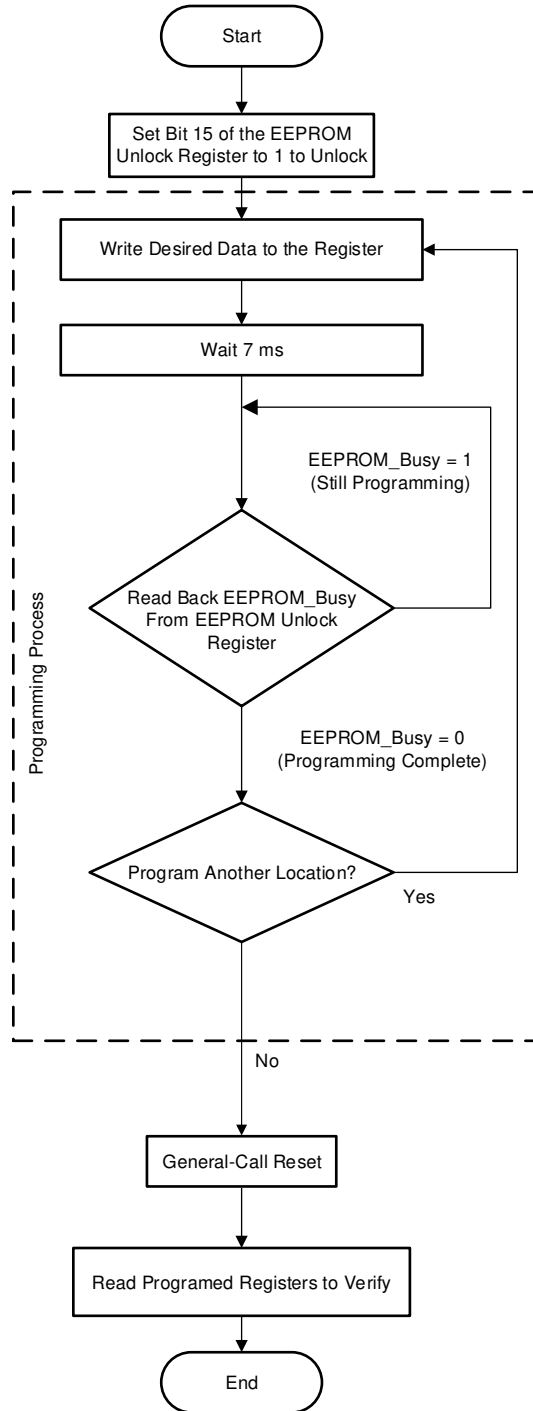 Start
Set Bit 15 of the EEPROM
Unlock Register to 1 to Unlock
Write Desired Data to the Register
Wait 7 ms
EEPROM_Busy = 1
(Still Programming)
Read Back EEPROM_Busy
From EEPROM Unlock
Register
Programming Process
EEPROM_Busy = 0
(Programming Complete)
Program Another Location?
Yes
No
General-Call Reset
Read Programed Registers to Verify
End